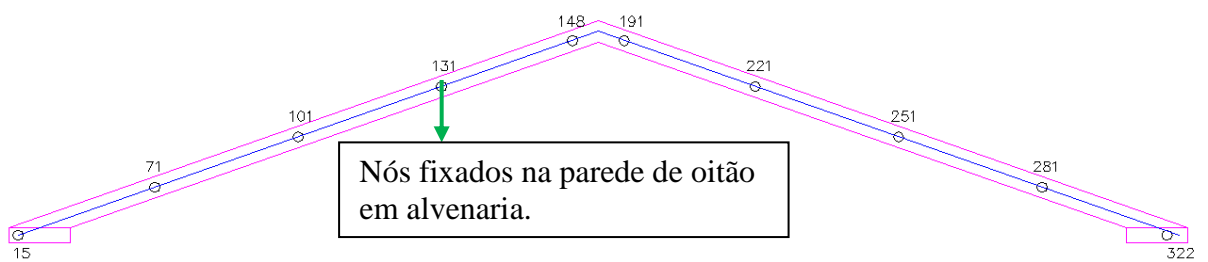 148 191
131 221
101 251
71 281
Nós fixados na parede de oitão
em alvenaria.
15 322